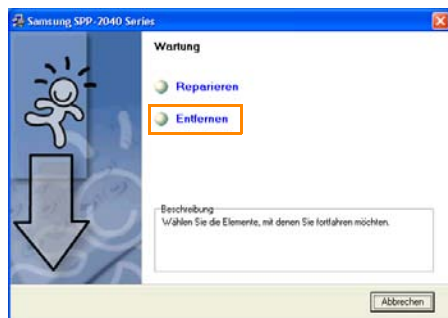 Samsung SPP-2040 Series
Wartung
Reparieren
Entfernen
Beschreibung
Wählen Sie die Elemente, mit denen Sie fortfahren möchten.
Abbrechen